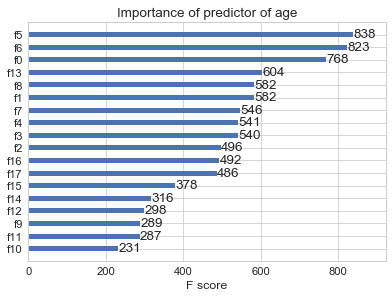 Importance of predictor of age
f5 838
f6 823
f0 768
f13 604
f8 582
f1 582
f7 546
f4 541
f3 540
f2 496
f16 492
f17 486
f15 378
f14 316
f12 298
f9 289
f11 287
f10 231
0 200 400 600 800
F score